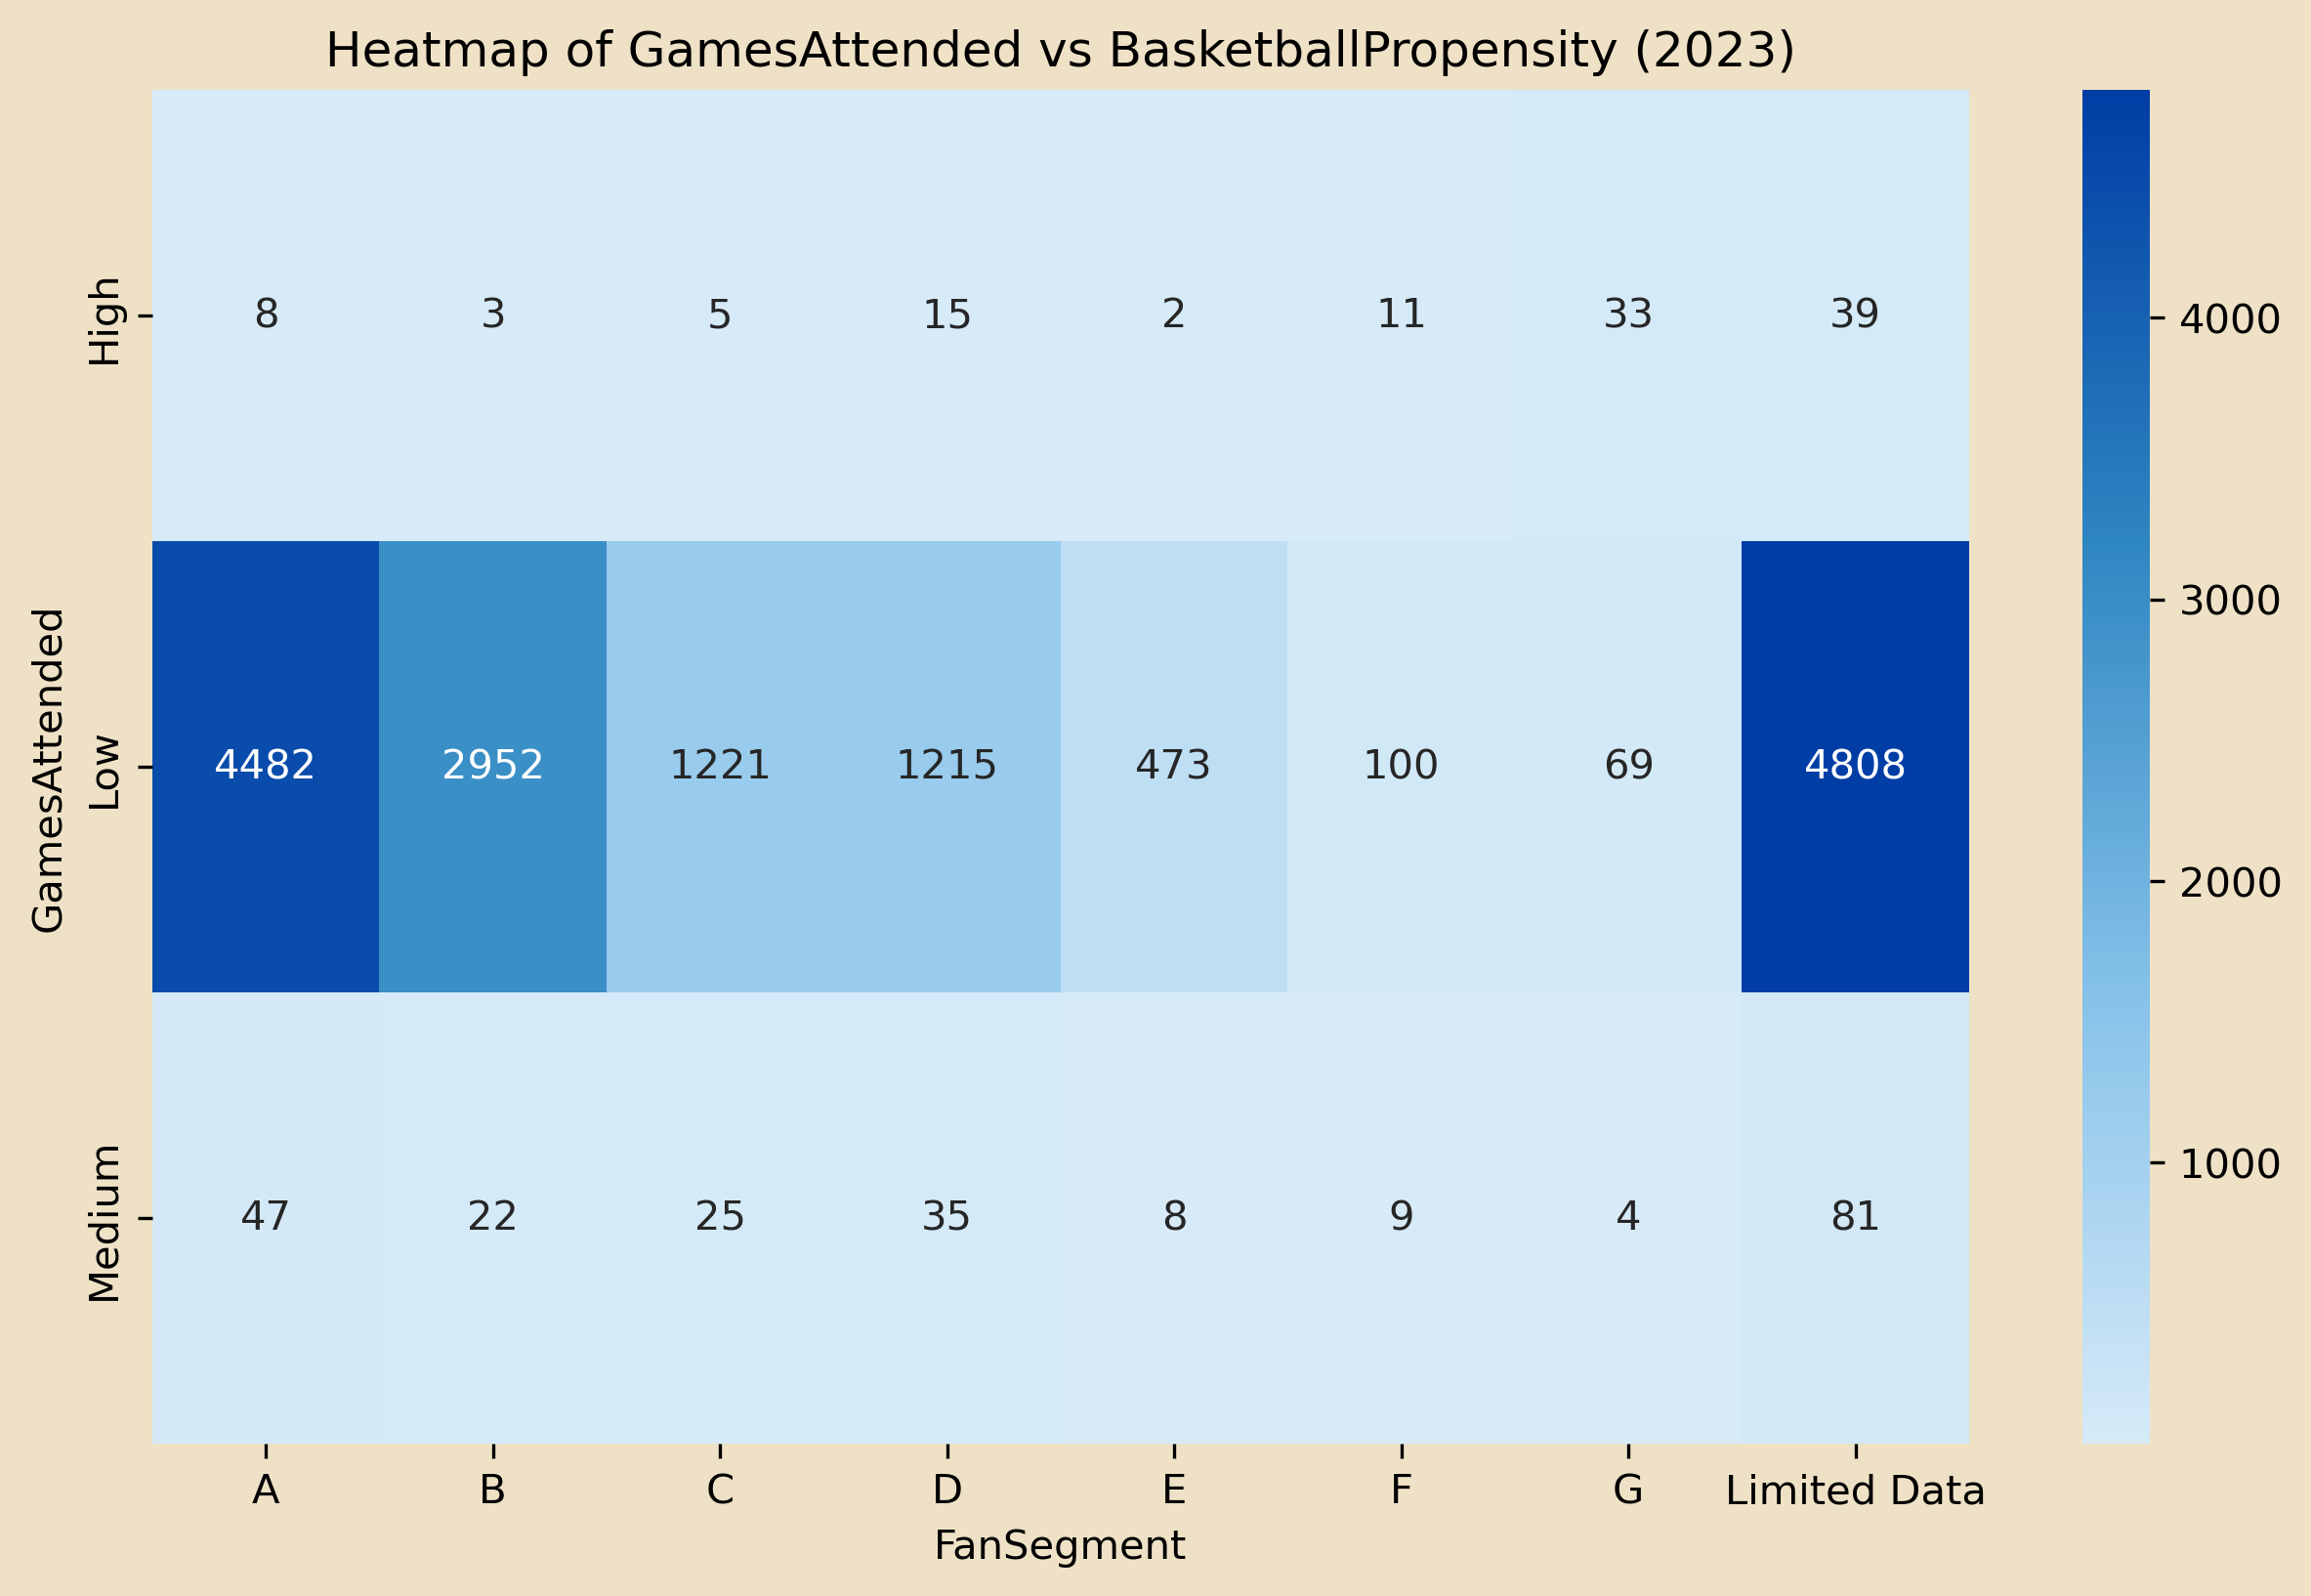 Heatmap of GamesAttended vs BasketballPropensity (2023)
GamesAttended
High
8 3 5 15 2 11 33 39
Low
4482 2952 1221 1215 473 100 69 4808
Medium
47 22 25 35 8 9 4 81
A B C D E F G Limited Data
FanSegment
4000
3000
2000
1000